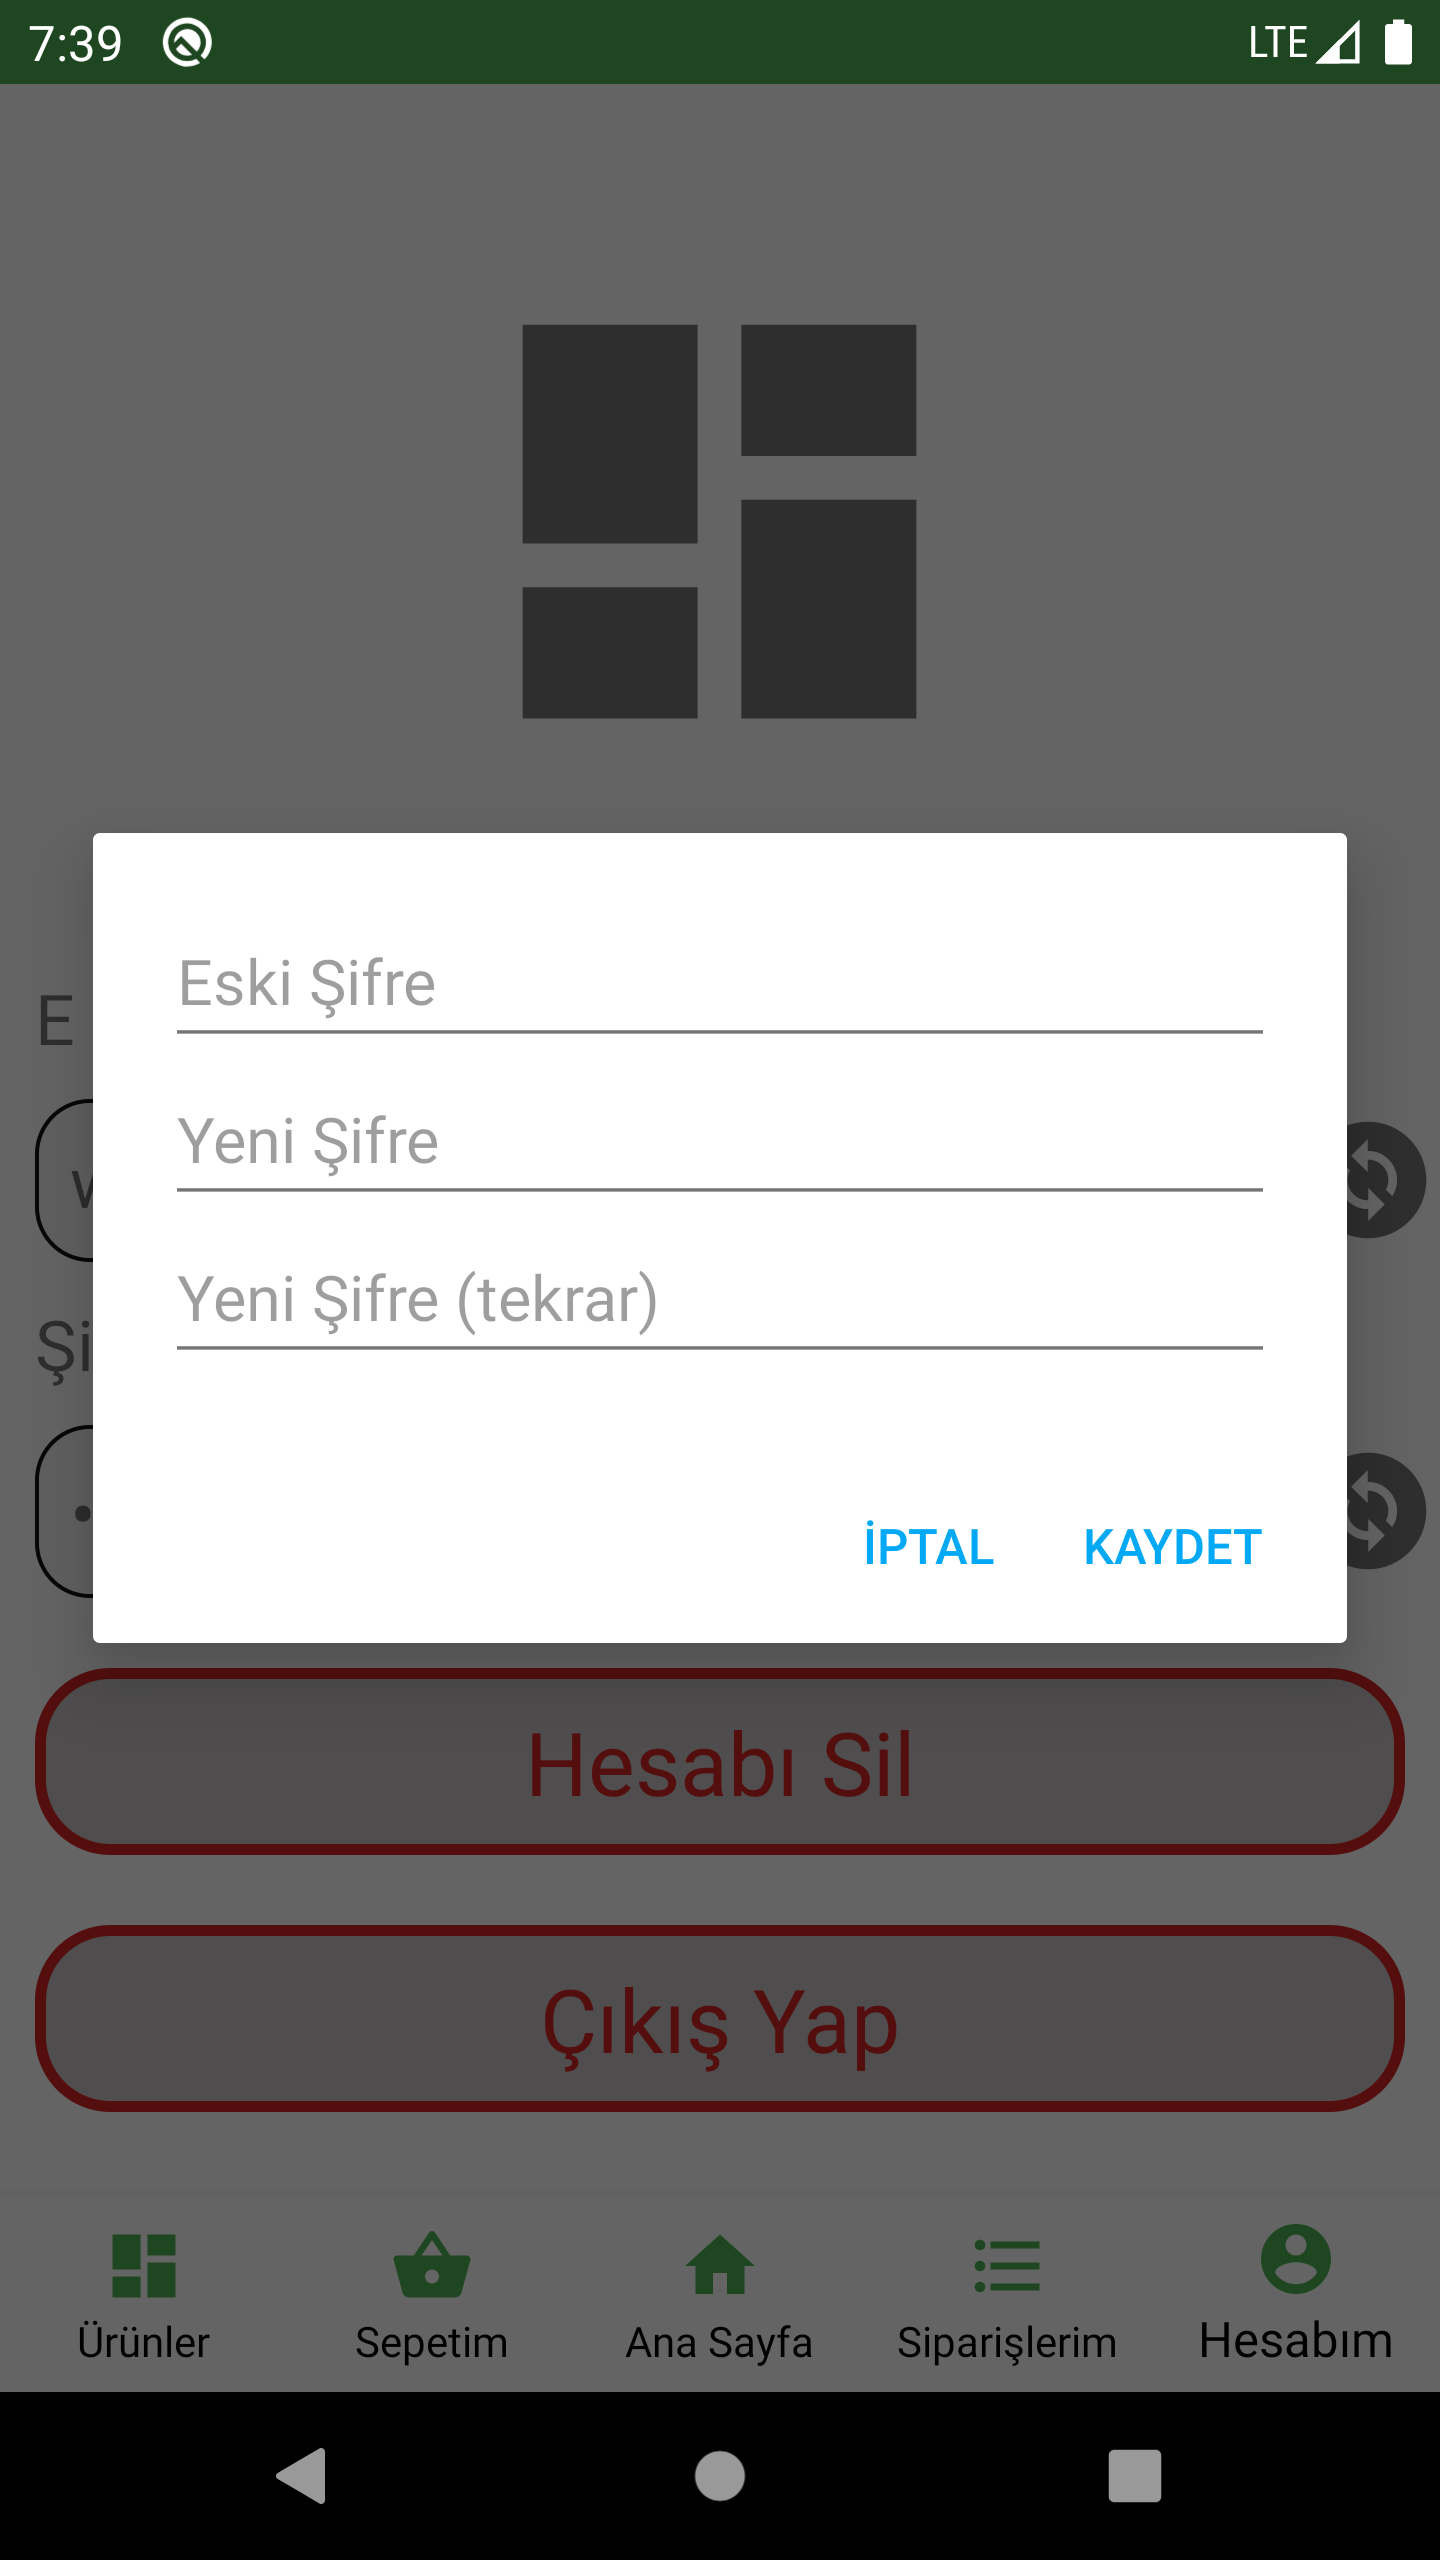 7:39 LTE
Eski Şifre
E
Yeni Şifre
Yeni Şifre (tekrar)
Şi
•
İPTAL KAYDET
Hesabı Sil
Çıkış Yap
Ürünler Sepetim Ana Sayfa Siparişlerim Hesabım